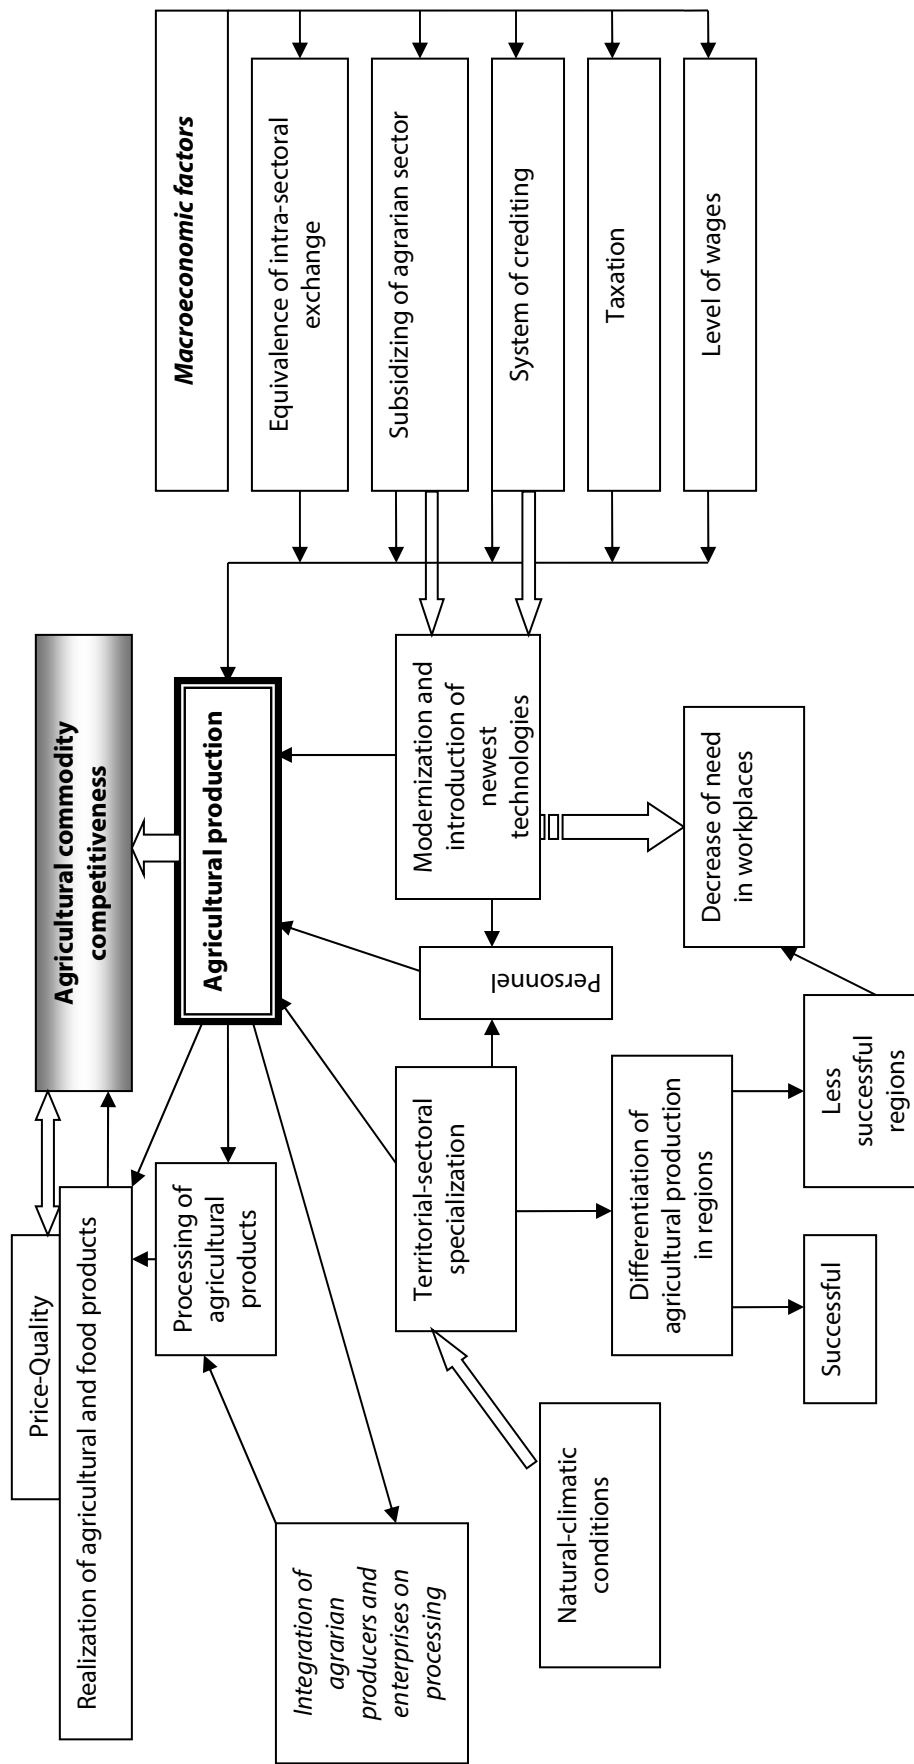 Price-Quality
Realization of agricultural and food products
Agricultural commodity
competitiveness
Macroeconomic factors
Processing of
agricultural
products
Agricultural production
Equivalence of intra-sectoral
exchange
Integration of
agrarian
producers and
enterprises on
processing
Subsidizing of agrarian sector
Territorial-sectoral
specialization
Personnel
Modernization and
introduction of
newest
technologies
System of crediting
Natural-climatic
conditions
Differentiation of
agricultural production
in regions
Taxation
Decrease of need
in workplaces
Level of wages
Successful
Less
successful
regions